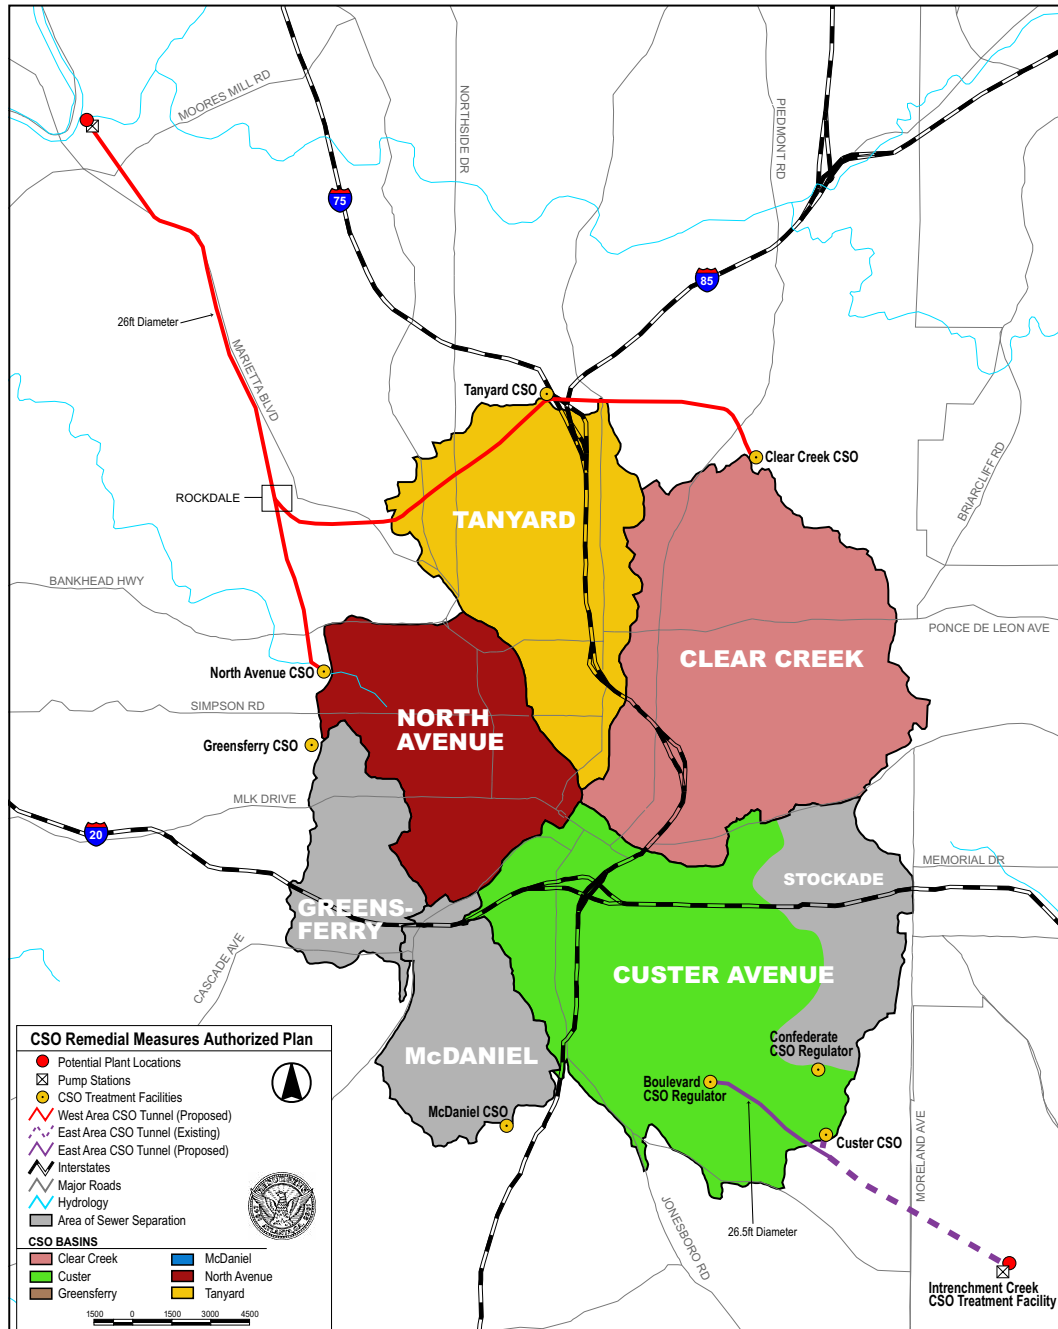 MOORES MILL RD
NORTHSIDE DR
PIEDMONT RD
75
85
26ft Diameter
MARIETTA BLVD
Tanyard CSO
Clear Creek CSO
BRIARCLIFF RD
ROCKDALE
TANYARD
BANKHEAD HWY
PONCE DE LEON AVE
CLEAR CREEK
North Avenue CSO
SIMPSON RD
NORTH
AVENUE
Greensferry CSO
MLK DRIVE
20
MEMORIAL DR
STOCKADE
GREENS-
FERRY
CASCADE AVE
CUSTER AVENUE
McDANIEL
Confederate
CSO Regulator
Boulevard
CSO Regulator
McDaniel CSO
Custer CSO
MORELAND AVE
JONESBORO RD
26.5ft Diameter
Intrenchment Creek
CSO Treatment Facility
CSO Remedial Measures Authorized Plan
Potential Plant Locations
Pump Stations
CSO Treatment Facilities
West Area CSO Tunnel (Proposed)
East Area CSO Tunnel (Existing)
East Area CSO Tunnel (Proposed)
Interstates
Major Roads
Hydrology
Area of Sewer Separation
CSO BASINS
Clear Creek
McDaniel
Custer
North Avenue
Greensferry
Tanyard
1500 0 1500 3000 4500